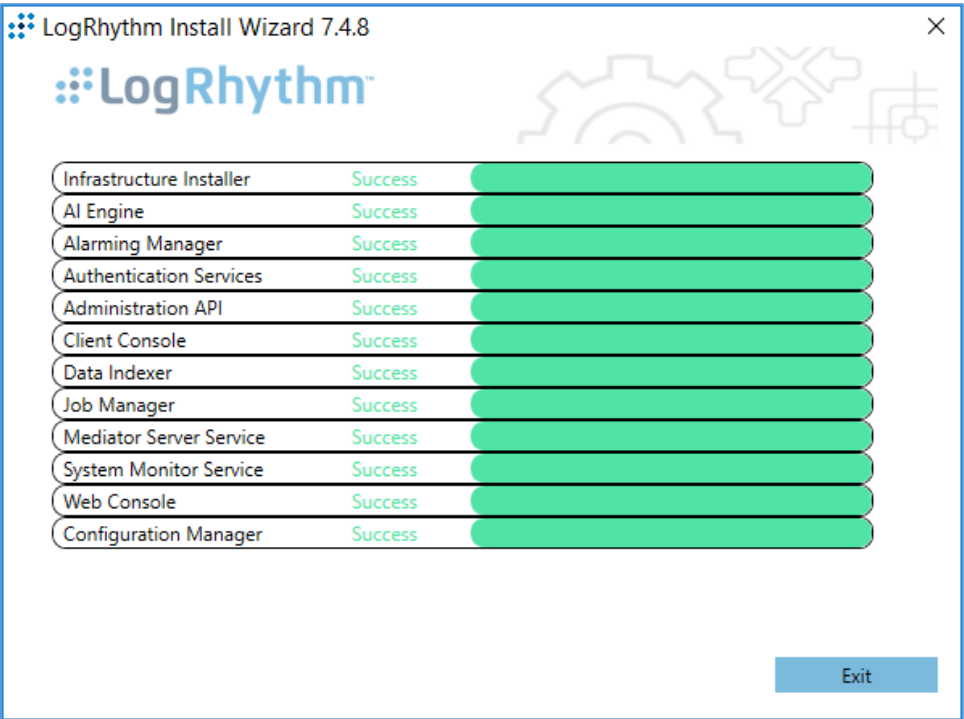 LogRhythm Install Wizard 7.4.8
LogRhythm™
Infrastructure Installer Success
AI Engine Success
Alarming Manager Success
Authentication Services Success
Administration API Success
Client Console Success
Data Indexer Success
Job Manager Success
Mediator Server Service Success
System Monitor Service Success
Web Console Success
Configuration Manager Success
Exit